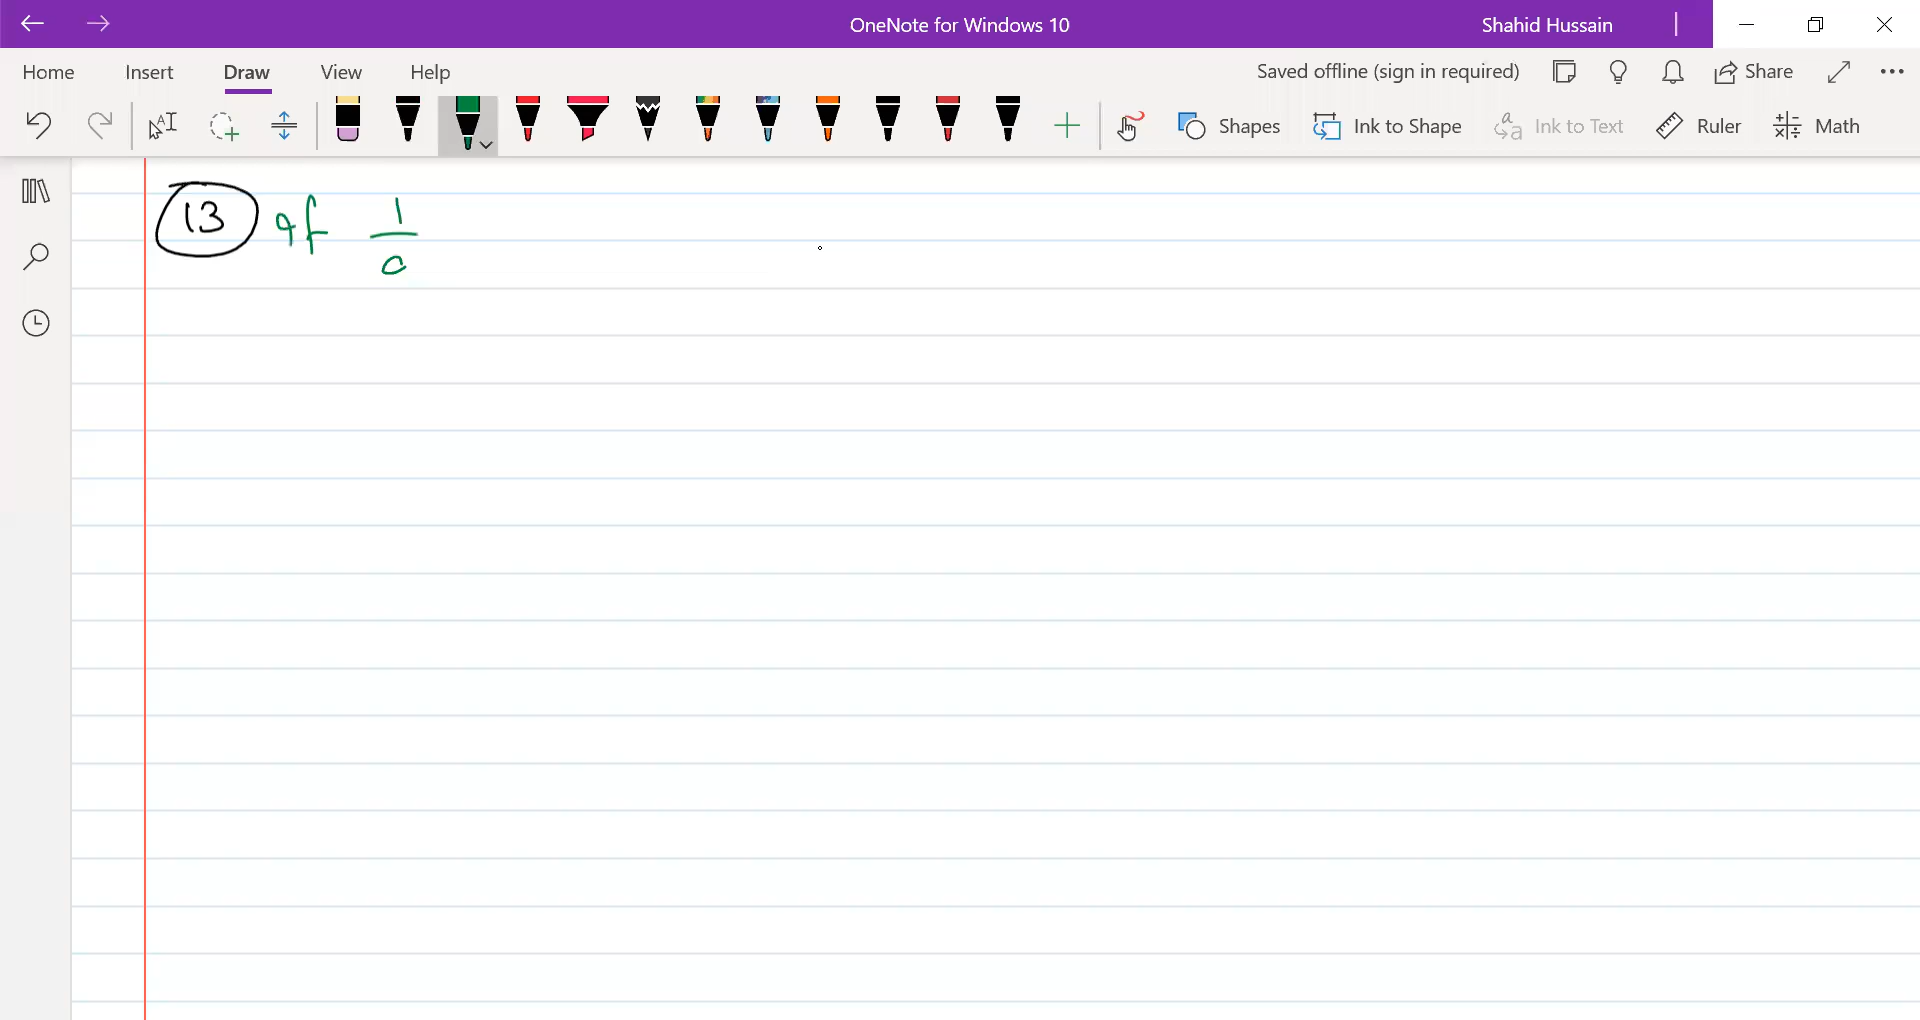 OneNote for Windows 10
Shahid Hussain
Home Insert Draw View Help
Saved offline (sign in required)
Share
Shapes
Ink to Shape
Ink to Text
Ruler
Math
13 If 1
a